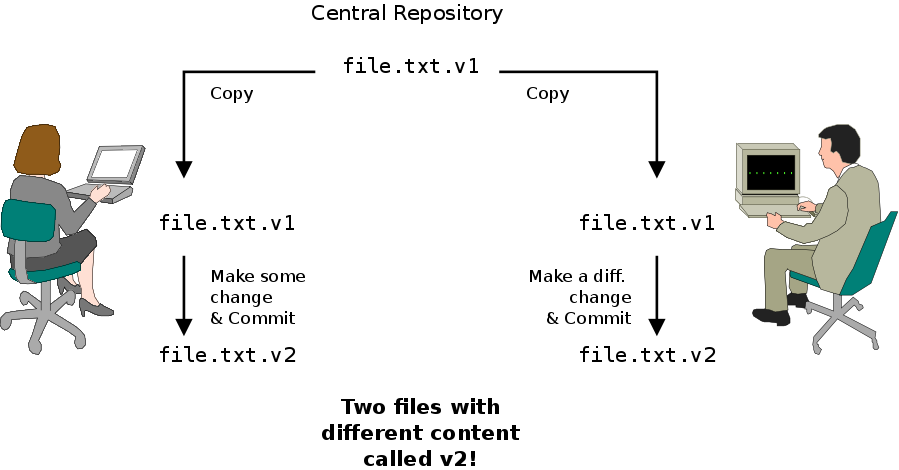 Central Repository
file.txt.v1
Copy
Copy
file.txt.v1
file.txt.v1
Make some
change
& Commit
Make a diff.
change
& Commit
file.txt.v2
file.txt.v2
Two files with
different content
called v2!